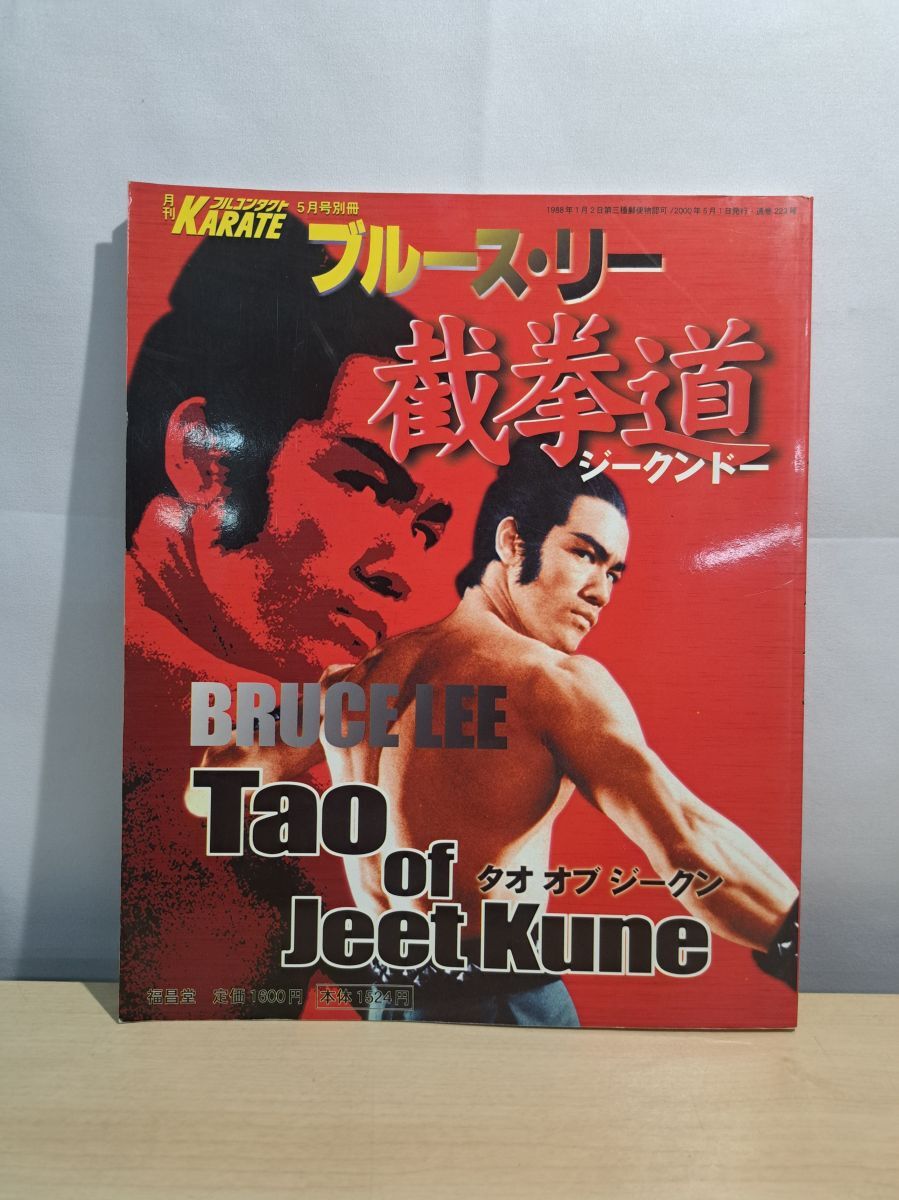 月刊
フルコンタクト
KARATE
5月号別冊
1988年1月2日第三種郵便物認可/2000年5月1日発行・通巻223号
ブルース・リー
截拳道
ジークンドー
BRUCE LEE
Tao
of
タオ オブ ジークン
Jeet Kune
福昌堂 定価1600円 本体1524円